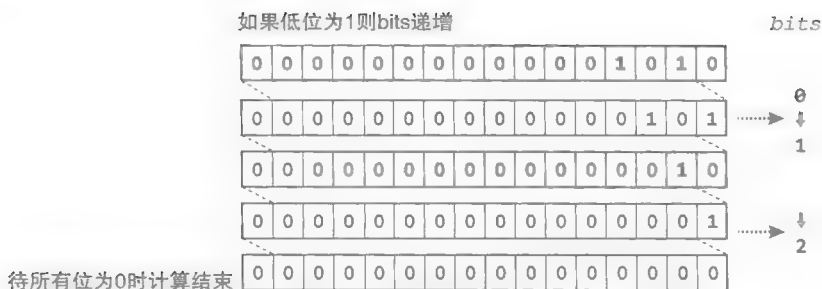 如果低位为1则bits递增
bits
0 0 0 0 0 0 0 0 0 0 0 0 1 0 1 0
0
0 0 0 0 0 0 0 0 0 0 0 0 0 1 0 1
1
0 0 0 0 0 0 0 0 0 0 0 0 0 0 1 0
0 0 0 0 0 0 0 0 0 0 0 0 0 0 0 1
2
待所有位为0时计算结束
0 0 0 0 0 0 0 0 0 0 0 0 0 0 0 0